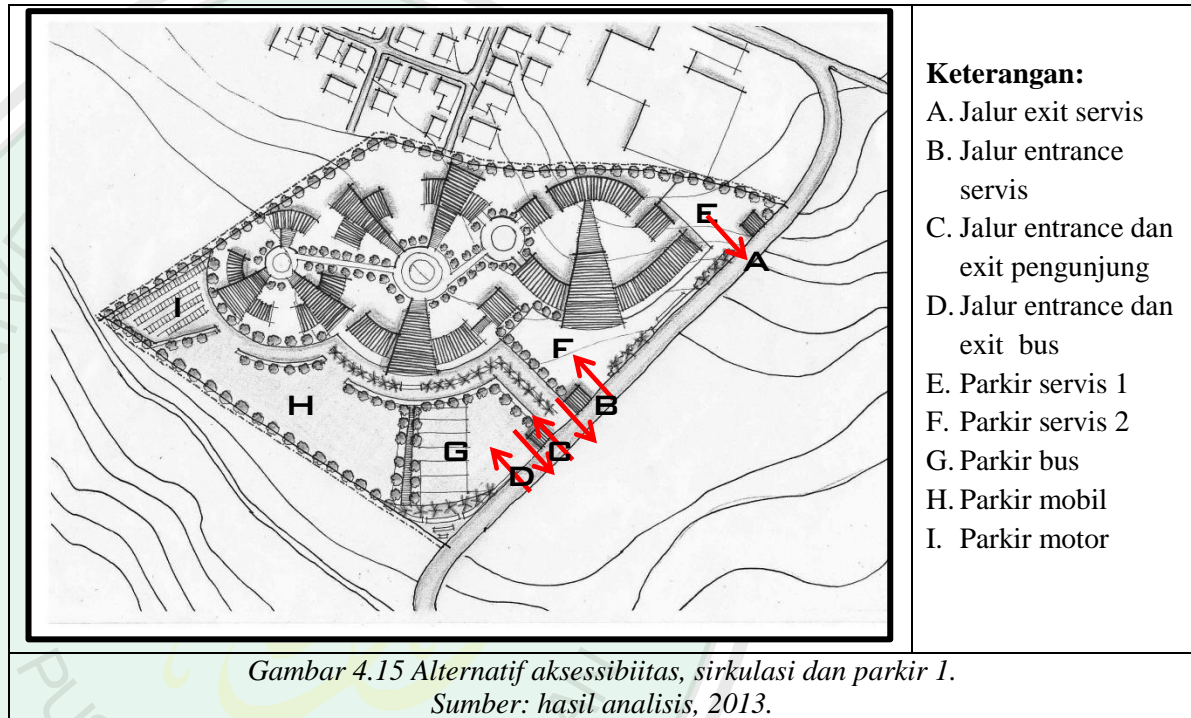 E
A
F
B
C
D
G
H
I
Keterangan:
A. Jalur exit servis
B. Jalur entrance
servis
C. Jalur entrance dan
exit pengunjung
D. Jalur entrance dan
exit bus
E. Parkir servis 1
F. Parkir servis 2
G. Parkir bus
H. Parkir mobil
I. Parkir motor
Gambar 4.15 Alternatif aksessibiitas, sirkulasi dan parkir 1.
Sumber: hasil analisis, 2013.